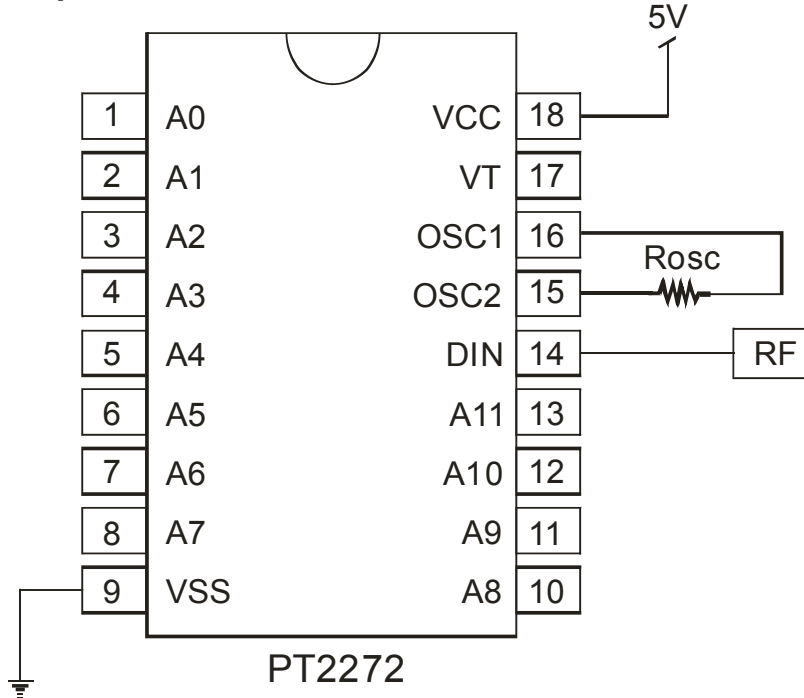 5V
1 A0 VCC 18
2 A1 VT 17
3 A2 OSC1 16
Rosc
4 A3 OSC2 15
5 A4 DIN 14 RF
6 A5 A11 13
7 A6 A10 12
8 A7 A9 11
9 VSS A8 10
PT2272